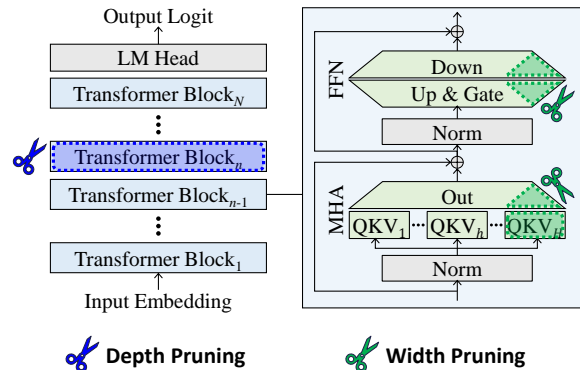 Output Logit
LM Head
Transformer Block_N
Transformer Block_n
Transformer Block_{n-1}
Transformer Block_1
Input Embedding
FFN
Down
Up & Gate
Norm
MHA
Out
QKV_1 ... QKV_h ... QKV_H
Norm
Depth Pruning
Width Pruning